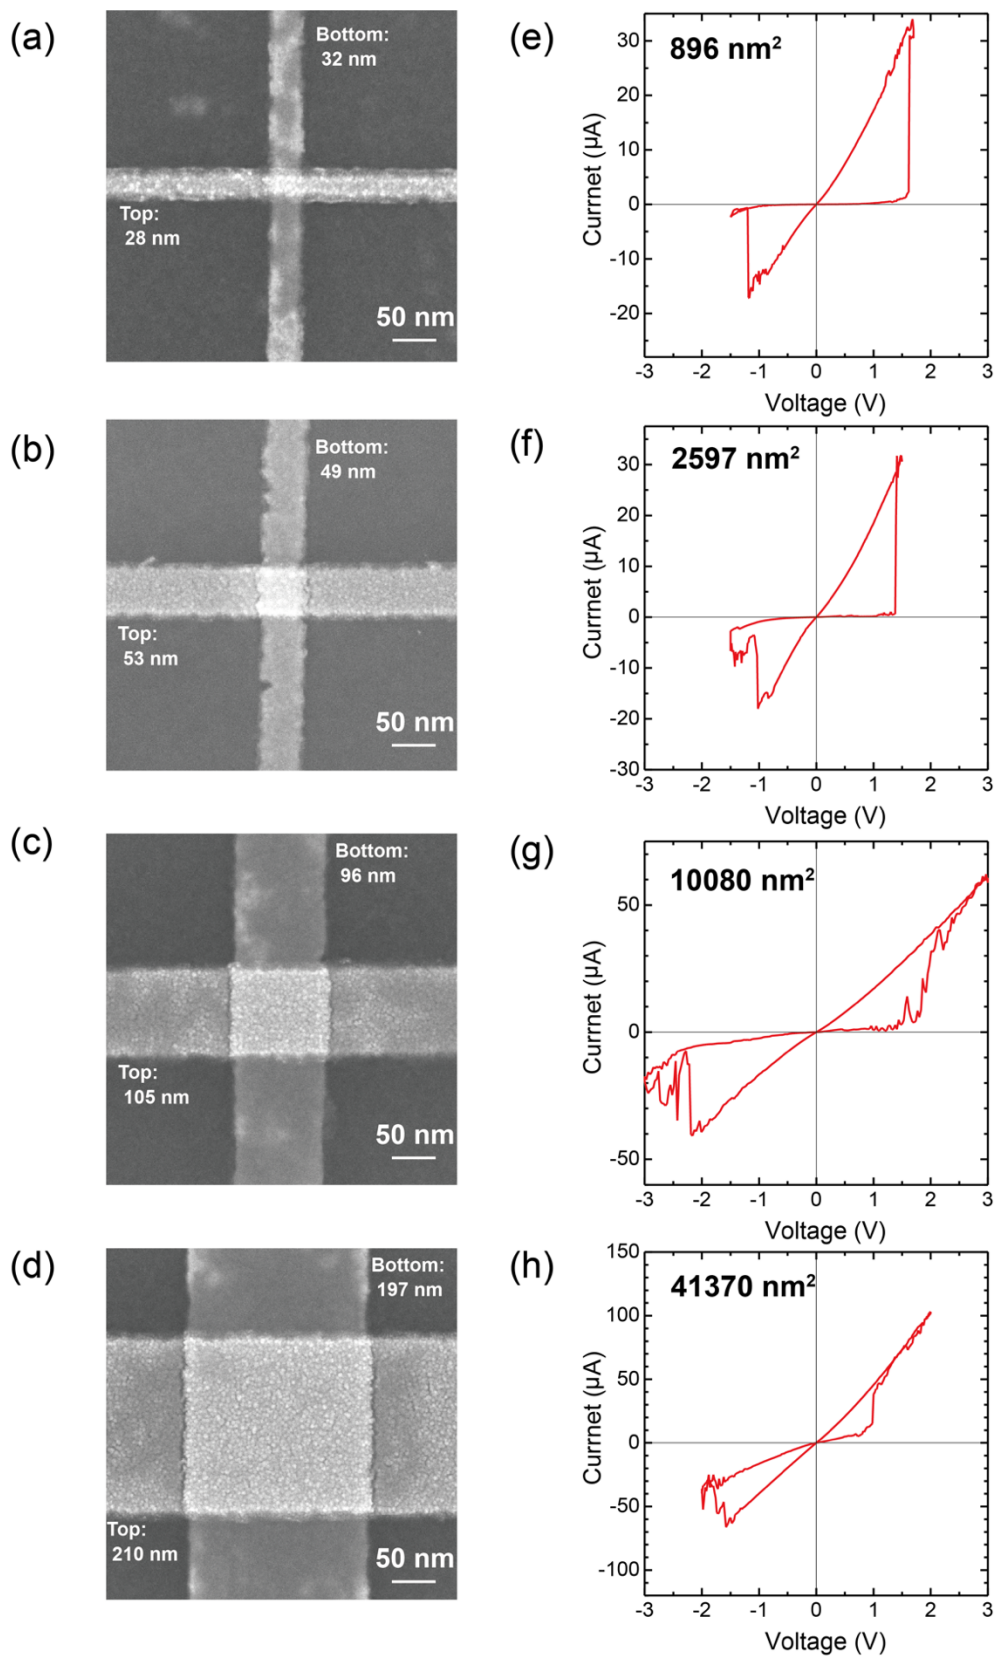 (a)
Bottom:
32 nm
Top:
28 nm
50 nm
(e)
896 nm²
Currnet (μA)
30
20
10
0
-10
-20
-3 -2 -1 0 1 2 3
Voltage (V)
(b)
Bottom:
49 nm
Top:
53 nm
50 nm
(f)
2597 nm²
Currnet (μA)
30
20
10
0
-10
-20
-30
-3 -2 -1 0 1 2 3
Voltage (V)
(c)
Bottom:
96 nm
Top:
105 nm
50 nm
(g)
10080 nm²
Currnet (μA)
50
0
-50
-3 -2 -1 0 1 2 3
Voltage (V)
(d)
Bottom:
197 nm
Top:
210 nm
50 nm
(h)
41370 nm²
Currnet (μA)
150
100
50
0
-50
-100
-3 -2 -1 0 1 2 3
Voltage (V)